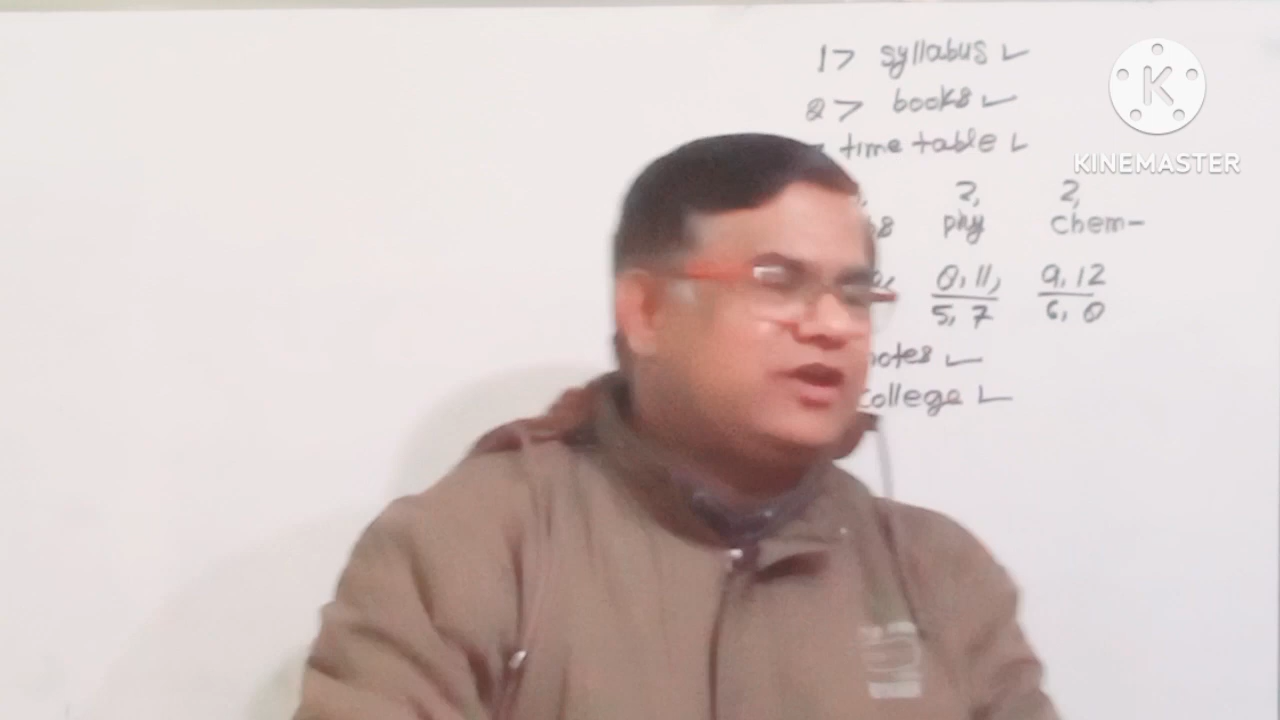 1> syllabus ✓
2> books ✓
time table ✓
2, 2,
phy chem-
8, 11, 9, 12
5, 7 6, 0
notes ✓
college ✓
KINEMASTER